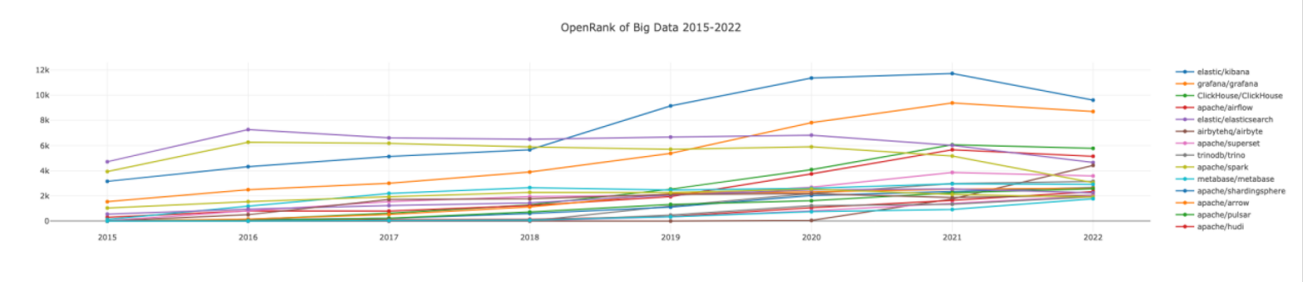 OpenRank of Big Data 2015-2022
12k
10k
8k
6k
4k
2k
0
2015 2016 2017 2018 2019 2020 2021 2022
elastic/kibana
grafana/grafana
ClickHouse/ClickHouse
apache/airflow
elastic/elasticsearch
airbytehq/airbyte
apache/superset
trinodb/trino
apache/spark
metabase/metabase
apache/shardingsphere
apache/arrow
apache/pulsar
apache/hudi